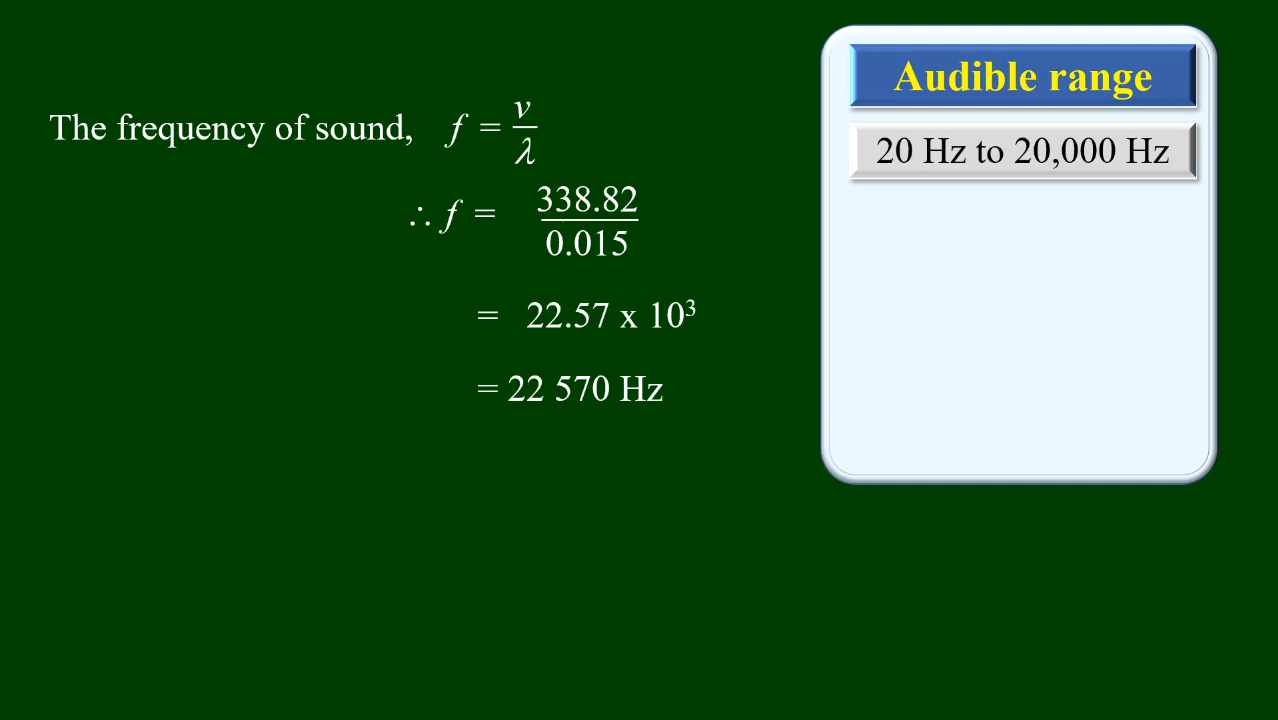 The frequency of sound, f = v/λ
∴ f = 338.82/0.015
= 22.57 x 10³
= 22 570 Hz
Audible range
20 Hz to 20,000 Hz